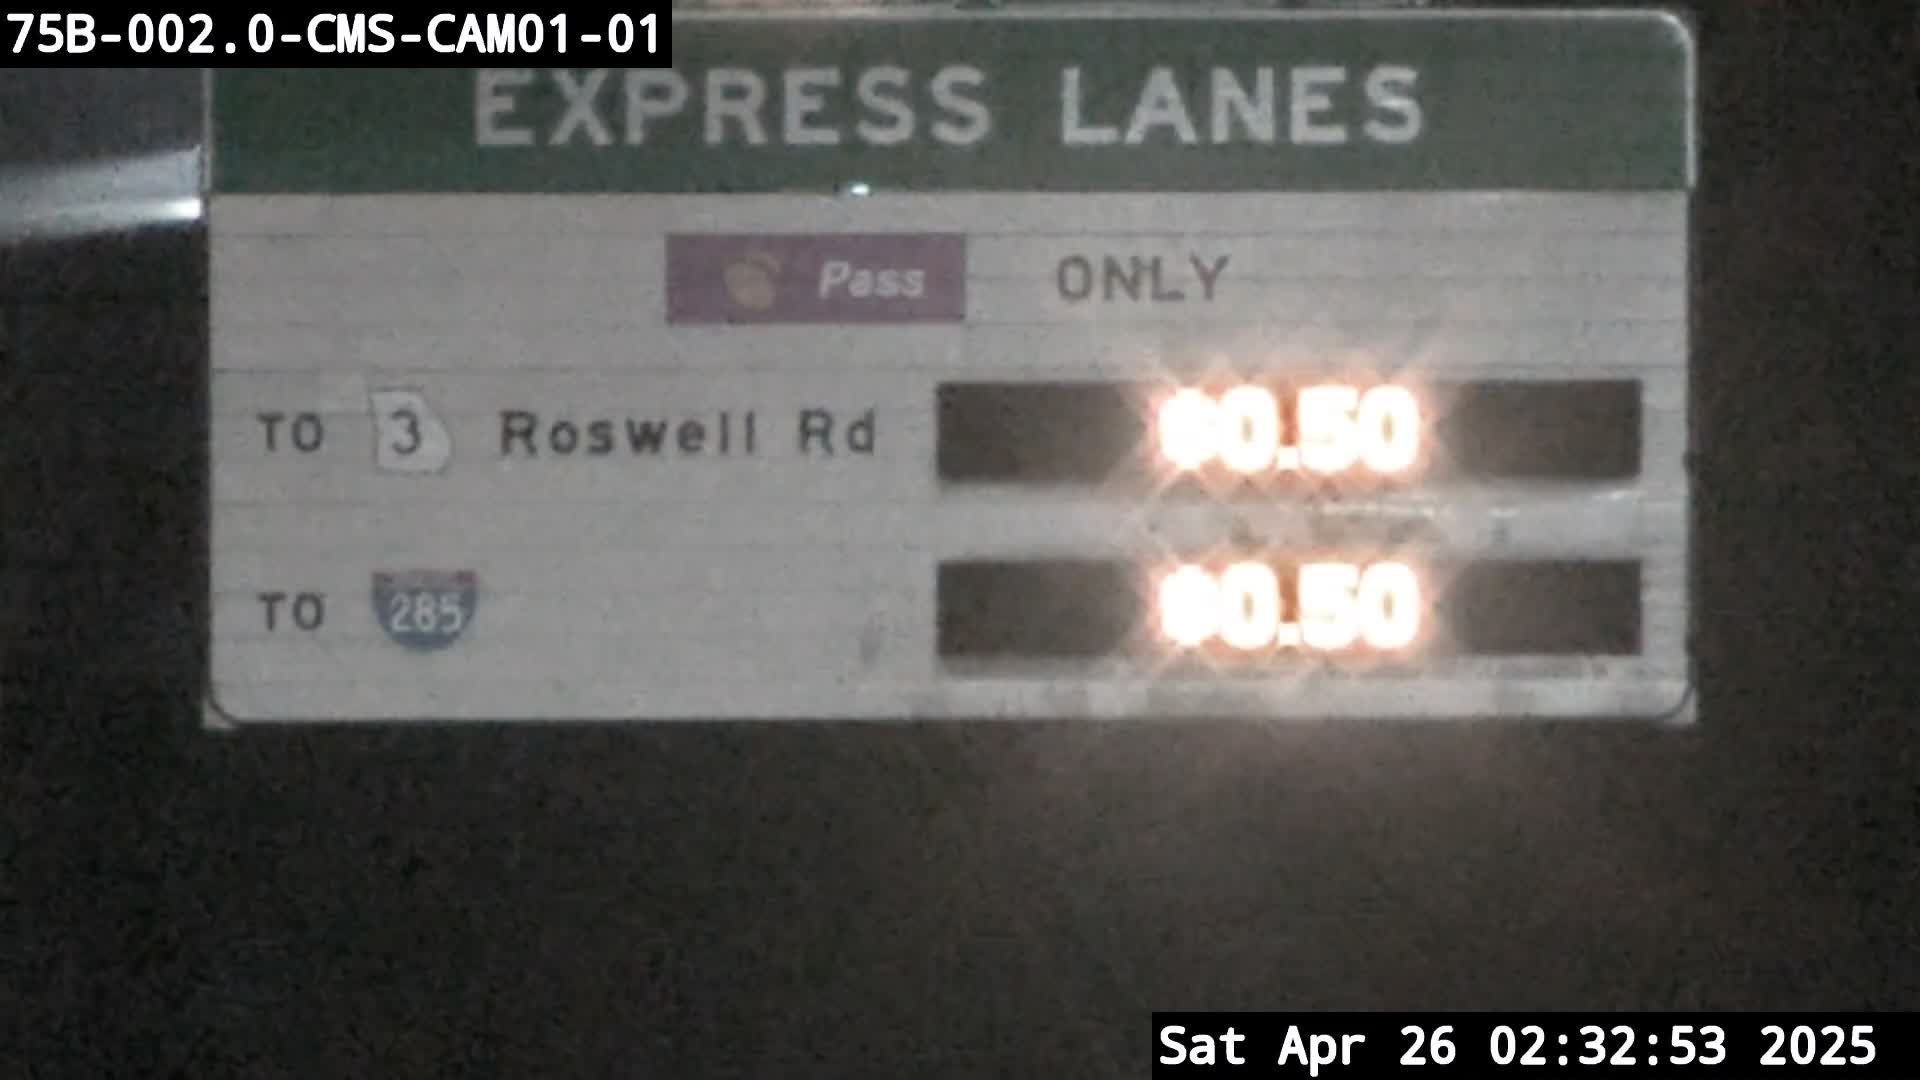 75B-002.0-CMS-CAM01-01
EXPRESS LANES
Pass ONLY
TO 3 Roswell Rd $0.50
TO 285 $0.50
Sat Apr 26 02:32:53 2025